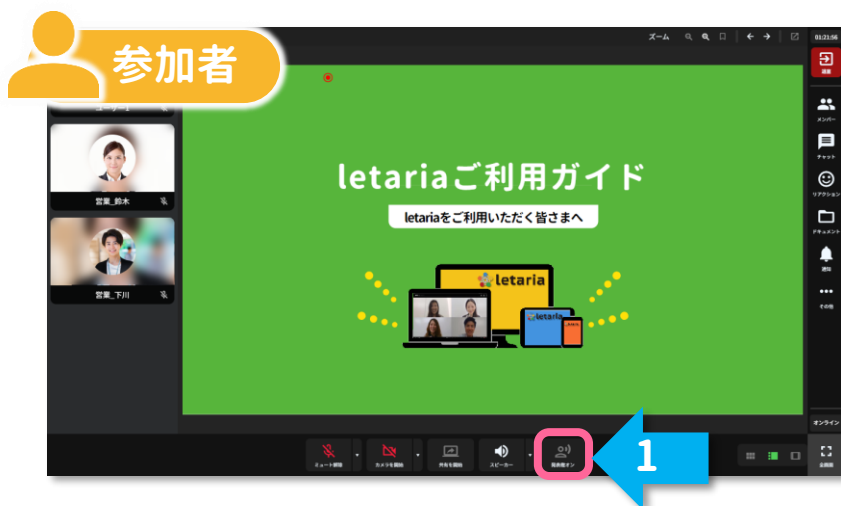 参加者
ズーム
01:21:56
退室
メンバー
チャット
リアクション
ドキュメント
通知
その他
営業_鈴木
営業_下川
letariaご利用ガイド
letariaをご利用いただく皆さまへ
letaria
letaria
オンライン
ミュート解除
カメラを開始
共有を開始
スピーカー
発表権オン
1
全画面